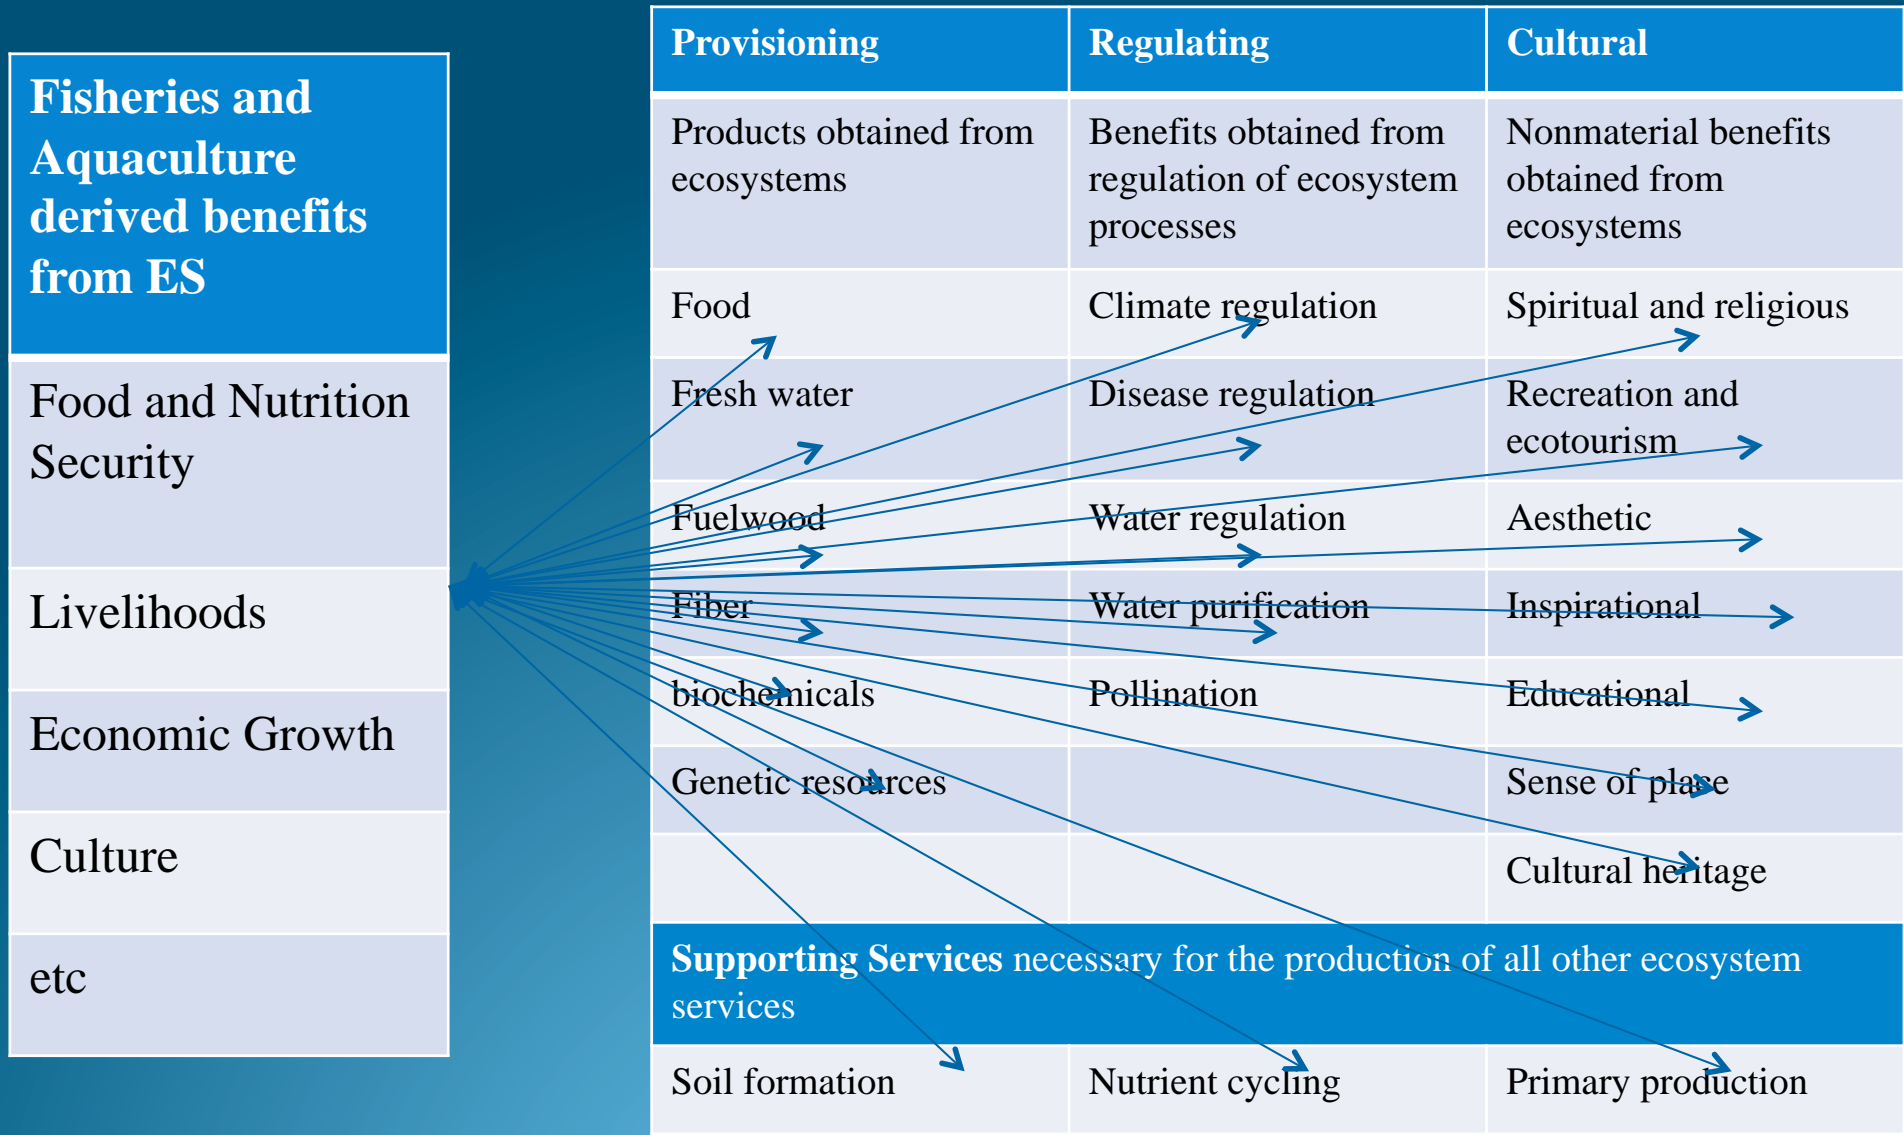 Fisheries and
Aquaculture
derived benefits
from ES
Food and Nutrition
Security
Livelihoods
Economic Growth
Culture
etc
Provisioning
Regulating
Cultural
Products obtained from
ecosystems
Benefits obtained from
regulation of ecosystem
processes
Nonmaterial benefits
obtained from
ecosystems
Food
Climate regulation
Spiritual and religious
Fresh water
Disease regulation
Recreation and
ecotourism
Fuelwood
Water regulation
Aesthetic
Fiber
Water purification
Inspirational
biochemicals
Pollination
Educational
Genetic resources
Sense of place
Cultural heritage
Supporting Services necessary for the production of all other ecosystem
services
Soil formation
Nutrient cycling
Primary production